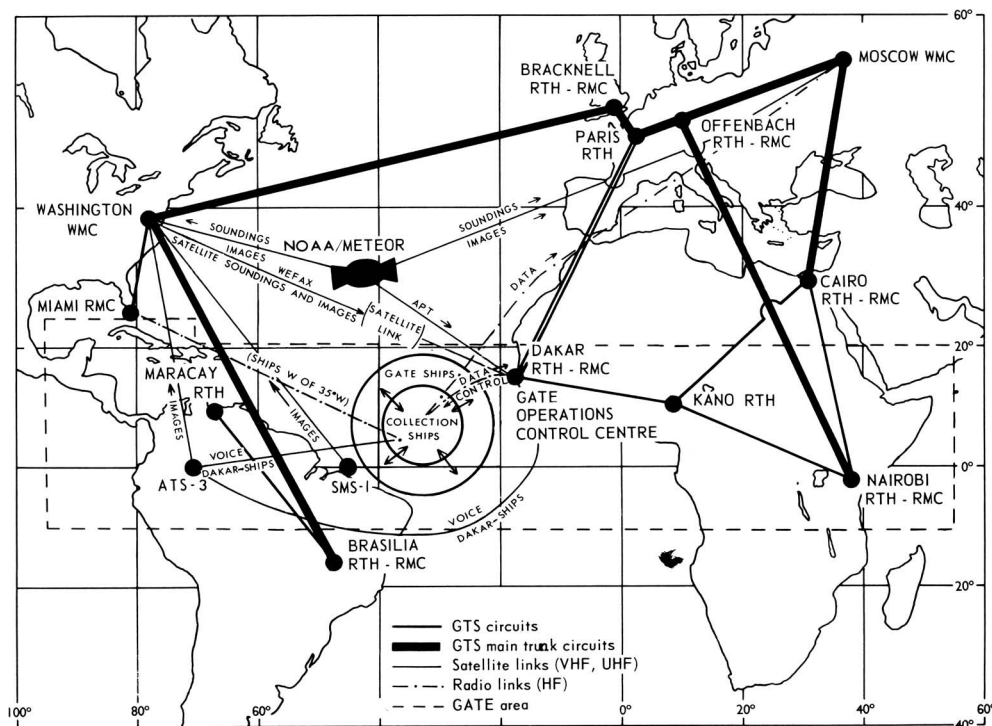 60°
MOSCOW WMC
BRACKNELL
RTH - RMC
PARIS
RTH
OFFENBACH
RTH - RMC
WASHINGTON
WMC
40°
SOUNDINGS
IMAGES
NOAA/METEOR
SOUNDINGS
IMAGES
WEFAX
SATELLITE SOUNDINGS AND IMAGES
SATELLITE
LINK
APT
DATA
CAIRO
RTH - RMC
MIAMI RMC
20°
(SHIPS W OF 35°W)
MARACAY
RTH
GATE SHIPS
DATA
CONTROL
DAKAR
RTH - RMC
GATE
OPERATIONS
CONTROL CENTRE
KANO RTH
COLLECTION
SHIPS
IMAGES
IMAGES
VOICE
DAKAR-SHIPS
ATS-3
SMS-1
0°
NAIROBI
RTH - RMC
VOICE
DAKAR-SHIPS
BRASILIA
RTH - RMC
20°
GTS circuits
GTS main trunk circuits
Satellite links (VHF, UHF)
Radio links (HF)
GATE area
100°
80°
60°
20°
0°
20°
40°
60°
40°